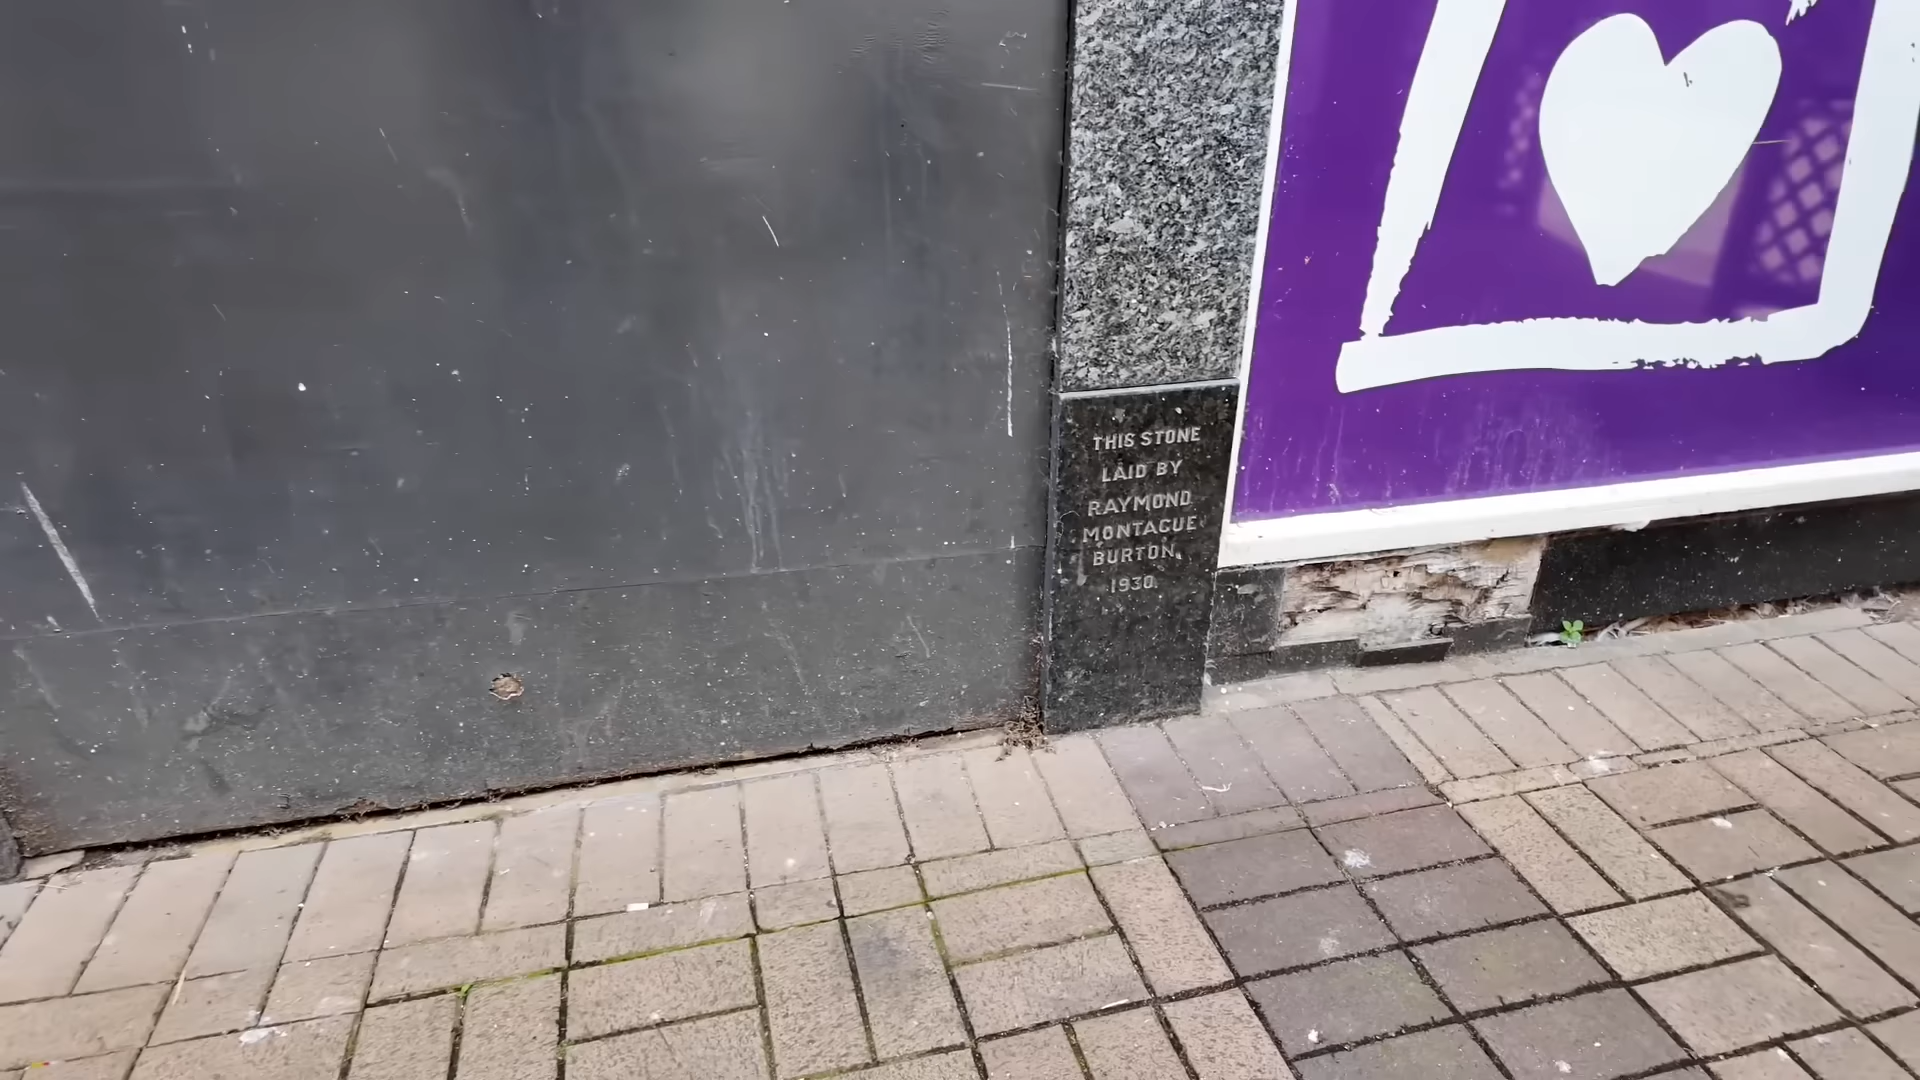 THIS STONE
LAID BY
RAYMOND
MONTAGUE
BURTON.
1930.